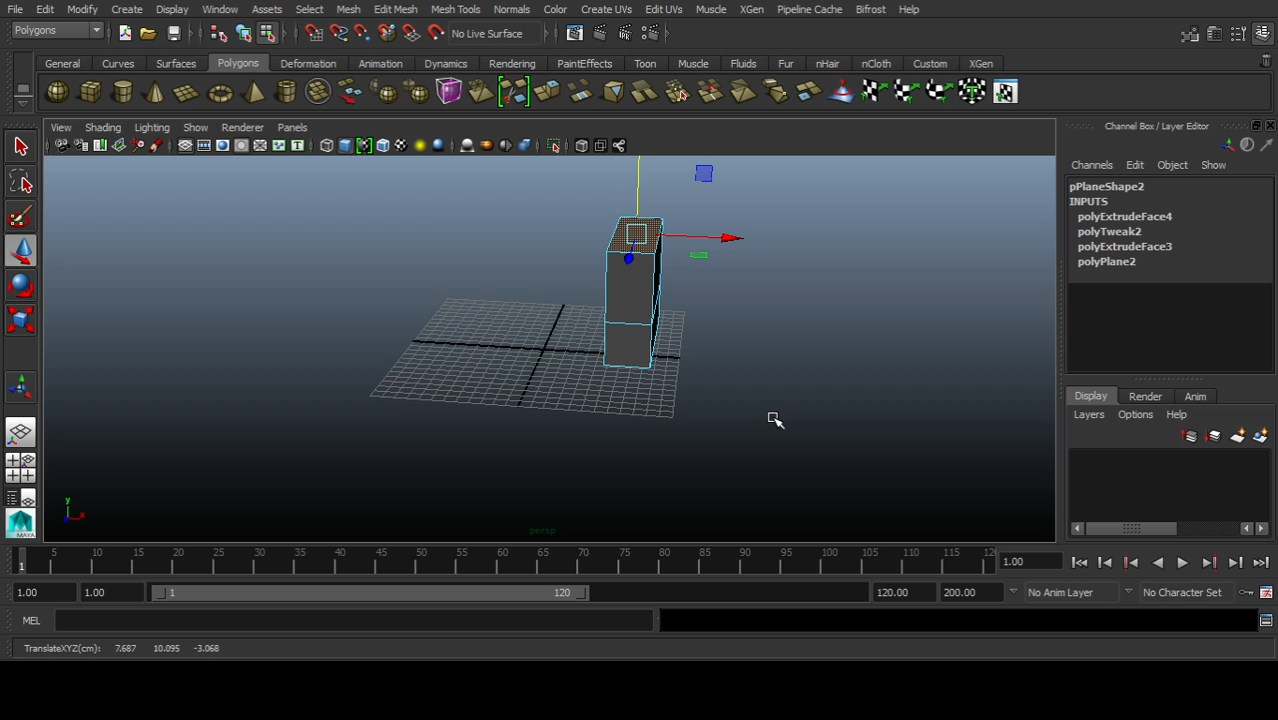 File Edit Modify Create Display Window Assets Select Mesh Edit Mesh Mesh Tools Normals Color Create UVs Edit UVs Muscle XGen Pipeline Cache Bifrost Help
Polygons No Live Surface
General Curves Surfaces Polygons Deformation Animation Dynamics Rendering PaintEffects Toon Muscle Fluids Fur nHair nCloth Custom XGen
View Shading Lighting Show Renderer Panels
Channel Box / Layer Editor
Channels Edit Object Show
pPlaneShape2
INPUTS
polyExtrudeFace4
polyTweak2
polyExtrudeFace3
polyPlane2
Display Render Anim
Layers Options Help
y
x
persp
MAYA
5 10 15 20 25 30 35 40 45 50 55 60 65 70 75 80 85 90 95 100 105 110 115 12
1 1.00
1.00 1.00 1 120 120.00 200.00 No Anim Layer No Character Set
MEL
TranslateXYZ(cm): 7.687 10.095 -3.068